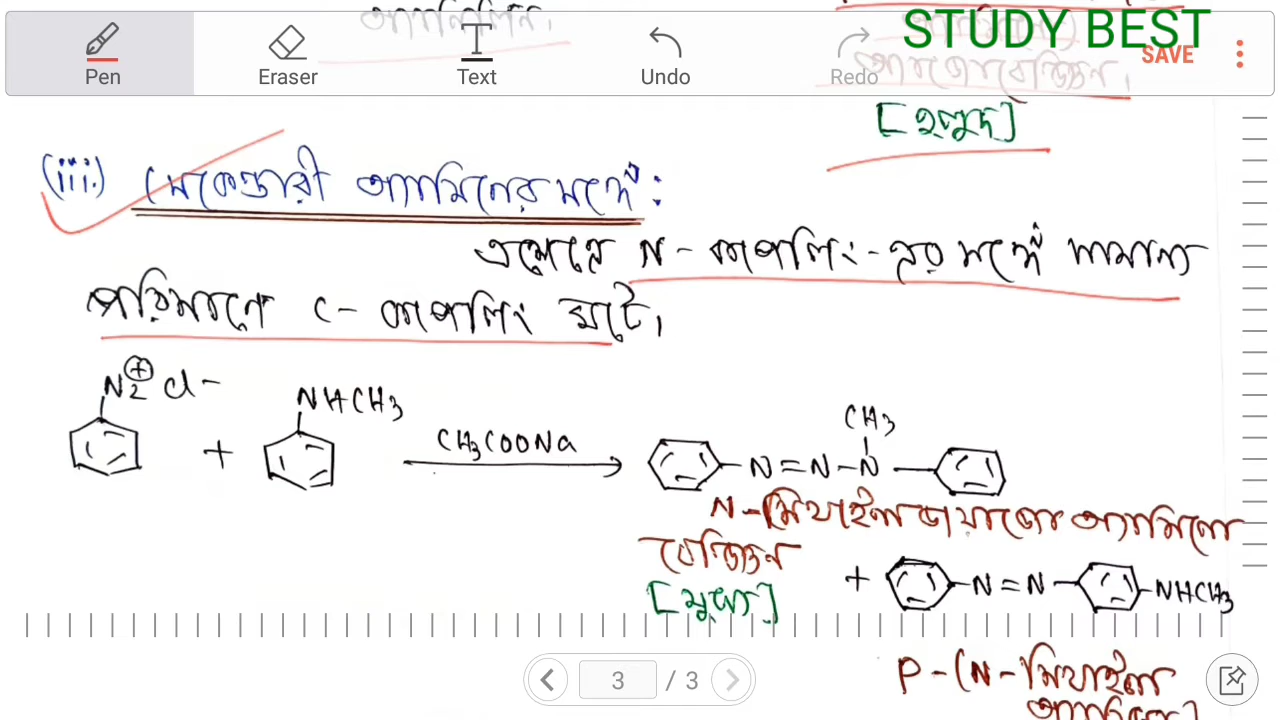 অ্যানিলিন।
STUDY BEST
Pen
Eraser
Text
Undo
Redo
SAVE
[হলুদ]
(iii.) সেকেন্ডারী অ্যামিনের সঙ্গে:
এক্ষেত্রে N- কাপলিং-এর সঙ্গে সামান্য
পরিমাণে C- কাপলিং ঘটে।
N2⊕ Cl- + NHCH3
CH3COONa
CH3
N=N-N
N-মিথাইল ডায়াজো অ্যামিনো
বেঞ্জিন
[মুখ্য]
+ N=N NHCH3
P-(N-মিথাইল
3 / 3